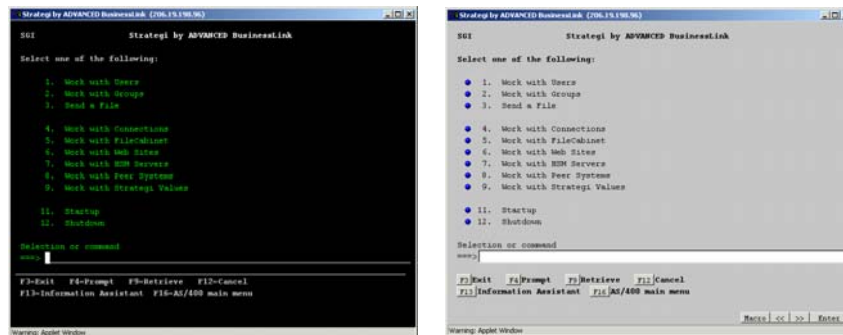 Strategi by ADVANCED BusinessLink (206.19.198.96)
SGI Strategi by ADVANCED BusinessLink
Select one of the following:
1. Work with Users
2. Work with Groups
3. Send a File
4. Work with Connections
5. Work with FileCabinet
6. Work with Web Sites
7. Work with HSM Servers
8. Work with Peer Systems
9. Work with Strategi Values
11. Startup
12. Shutdown
Selection or command
===>
F3=Exit F4=Prompt F9=Retrieve F12=Cancel
F13=Information Assistant F16=AS/400 main menu
Warning: Applet Window
Strategi by ADVANCED BusinessLink (206.19.198.96)
SGI Strategi by ADVANCED BusinessLink
Select one of the following:
1. Work with Users
2. Work with Groups
3. Send a File
4. Work with Connections
5. Work with FileCabinet
6. Work with Web Sites
7. Work with HSM Servers
8. Work with Peer Systems
9. Work with Strategi Values
11. Startup
12. Shutdown
Selection or command
===>
F3 Exit F4 Prompt F9 Retrieve F12 Cancel
F13 Information Assistant F16 AS/400 main menu
Macro << >> Enter
Warning: Applet Window